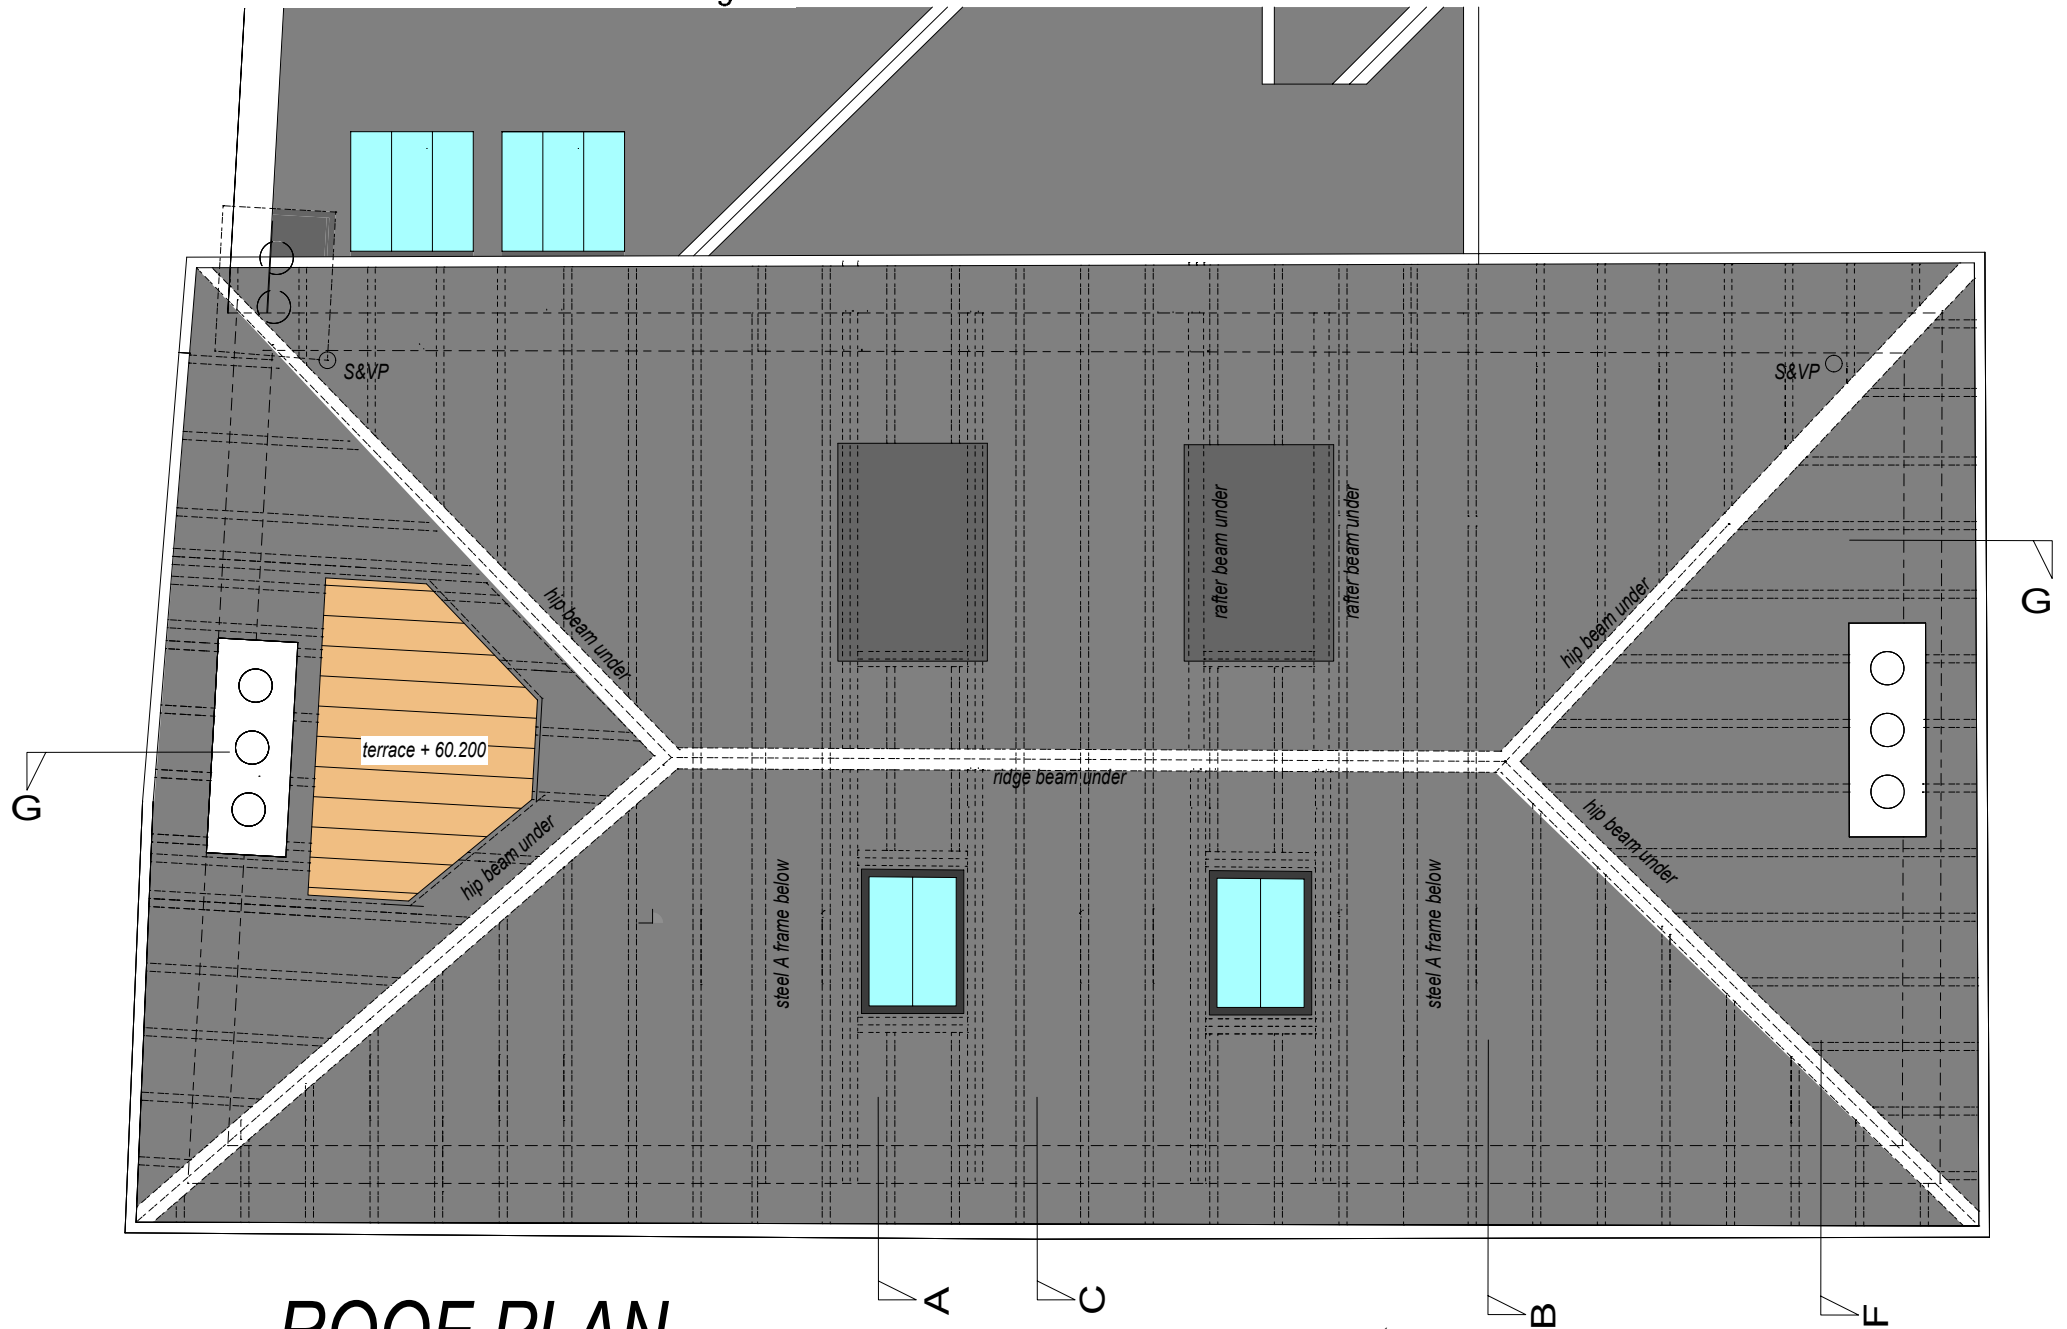 S&VP
S&VP
rafter beam under
rafter beam under
hip beam under
hip beam under
G
terrace + 60.200
G
ridge beam under
hip beam under
hip beam under
steel A frame below
steel A frame below
A
C
B
F
ROOF PLAN